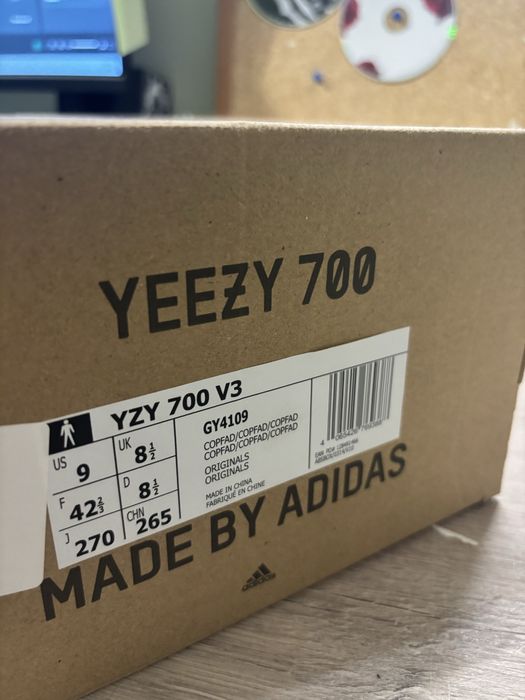 YEEZY 700
YZY 700 V3
US 9
UK 8½
F 42⅔
D 8½
J 270
CHN 265
GY4109
COPFAD/COPFAD/COPFAD
COPFAD/COPFAD/COPFAD
ORIGINALS
ORIGINALS
MADE IN CHINA
FABRIQUÉ EN CHINE
MADE BY ADIDAS
adidas